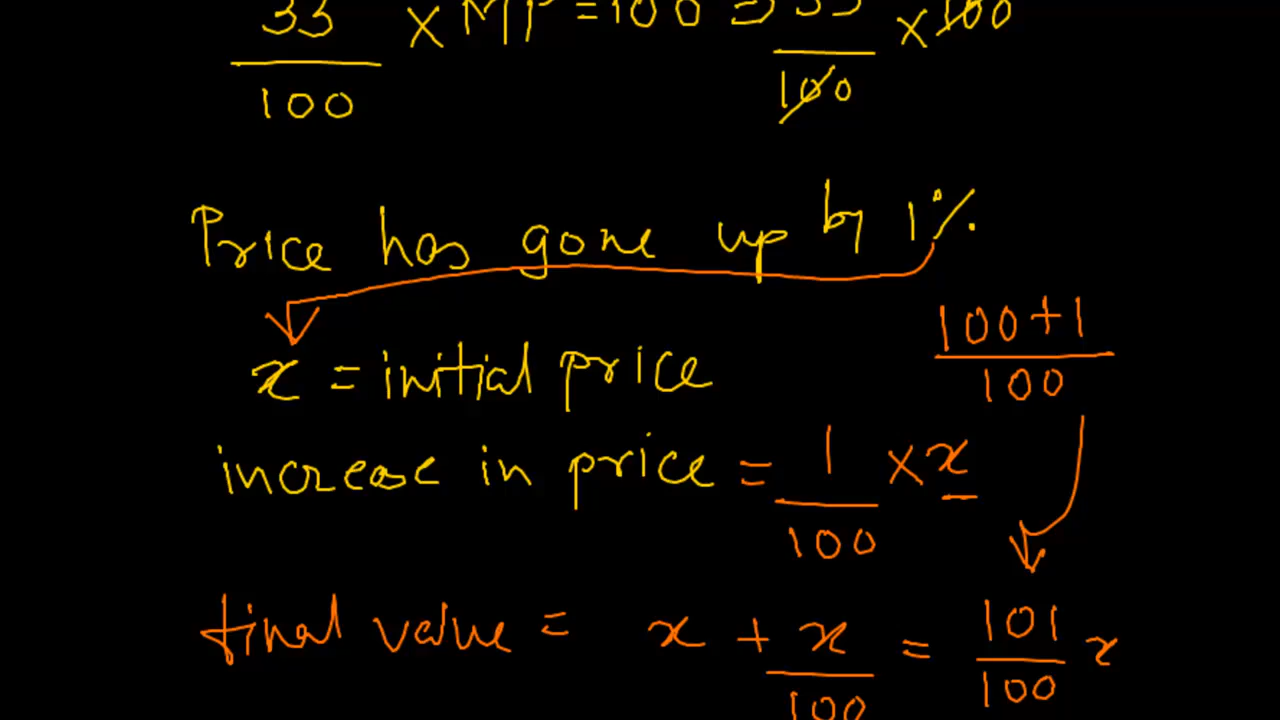 33/100 × MP = 100 ⇒ 33/100 × 100
Price has gone up by 1%
x = initial price
100+1/100
increase in price = 1/100 × x
final value = x + x/100 = 101/100 x